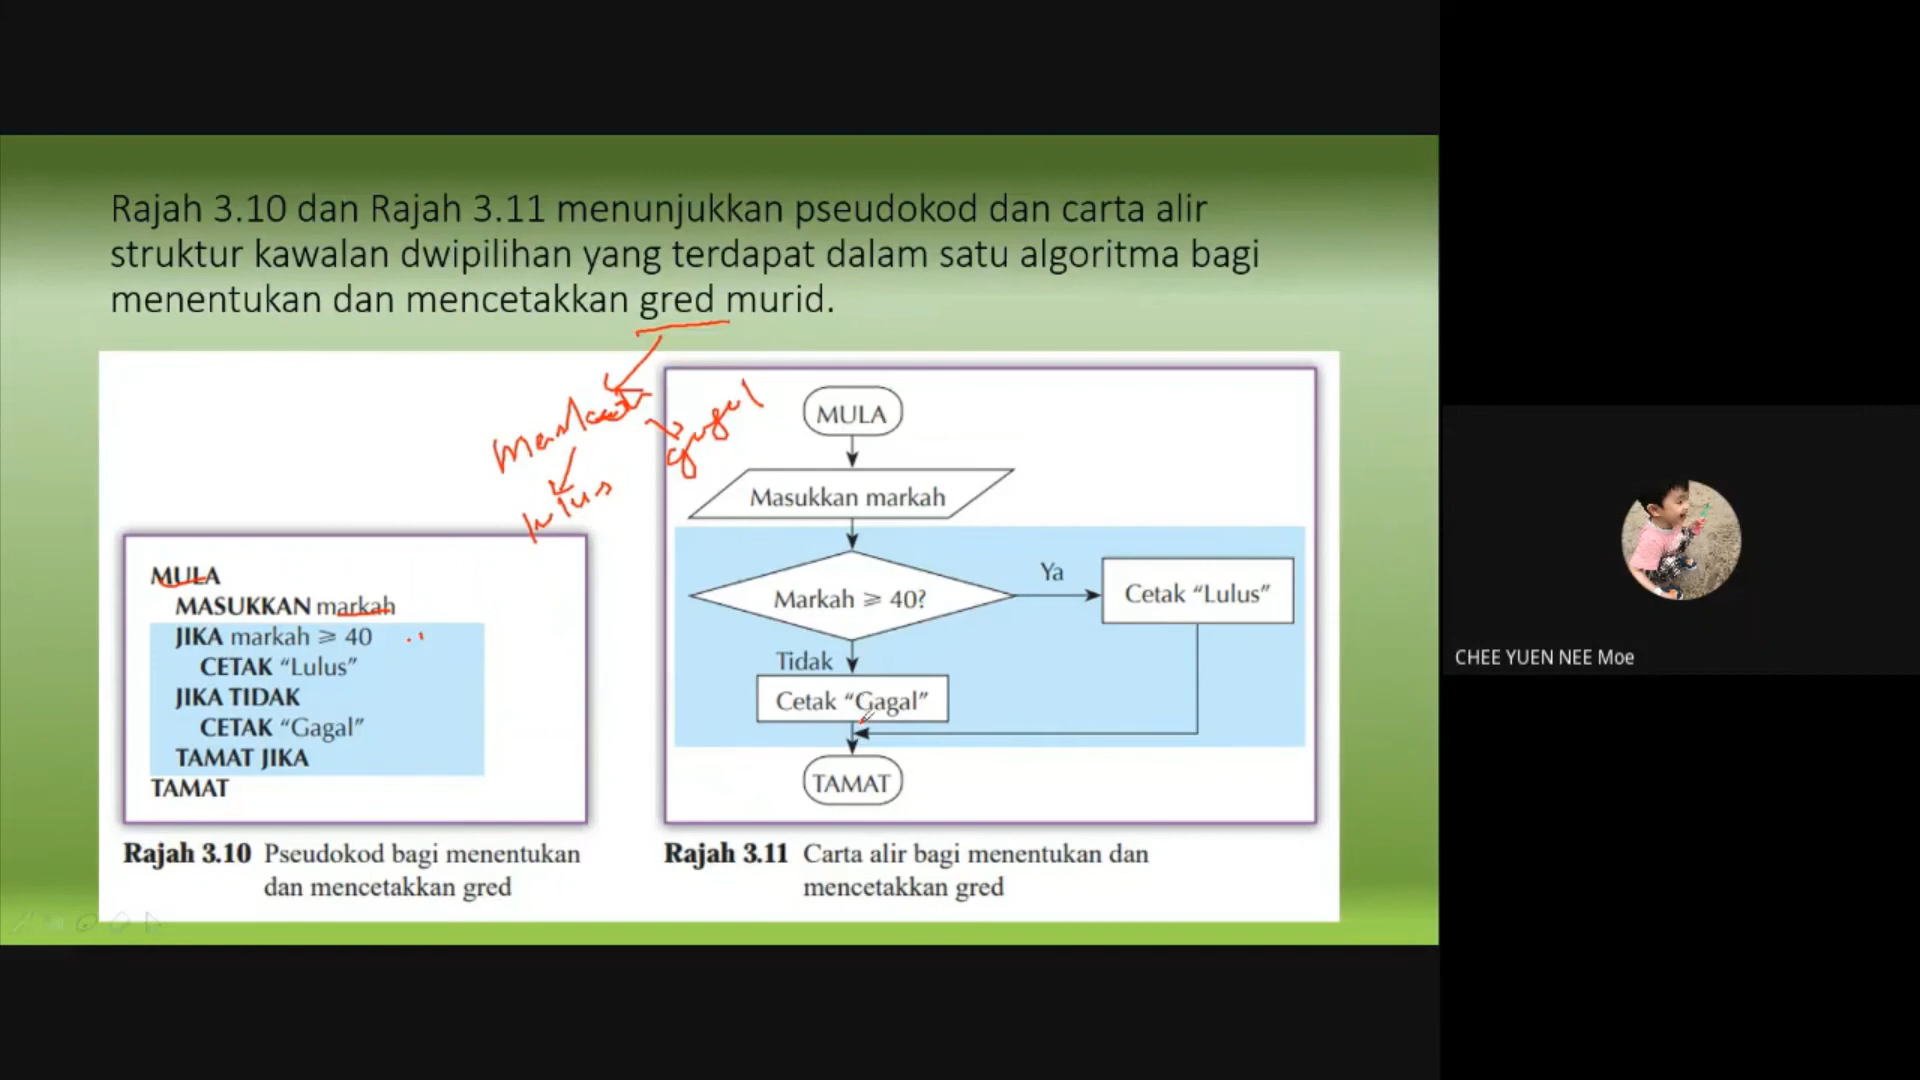 Rajah 3.10 dan Rajah 3.11 menunjukkan pseudokod dan carta alir
struktur kawalan dwipilihan yang terdapat dalam satu algoritma bagi
menentukan dan mencetakkan gred murid.
lulus
gagal
MULA
MASUKKAN markah
JIKA markah ⩾ 40
CETAK “Lulus”
JIKA TIDAK
CETAK “Gagal”
TAMAT JIKA
TAMAT
Rajah 3.10 Pseudokod bagi menentukan
dan mencetakkan gred
MULA
Masukkan markah
Markah ⩾ 40?
Ya
Cetak “Lulus”
Tidak
Cetak “Gagal”
TAMAT
Rajah 3.11 Carta alir bagi menentukan dan
mencetakkan gred
CHEE YUEN NEE Moe